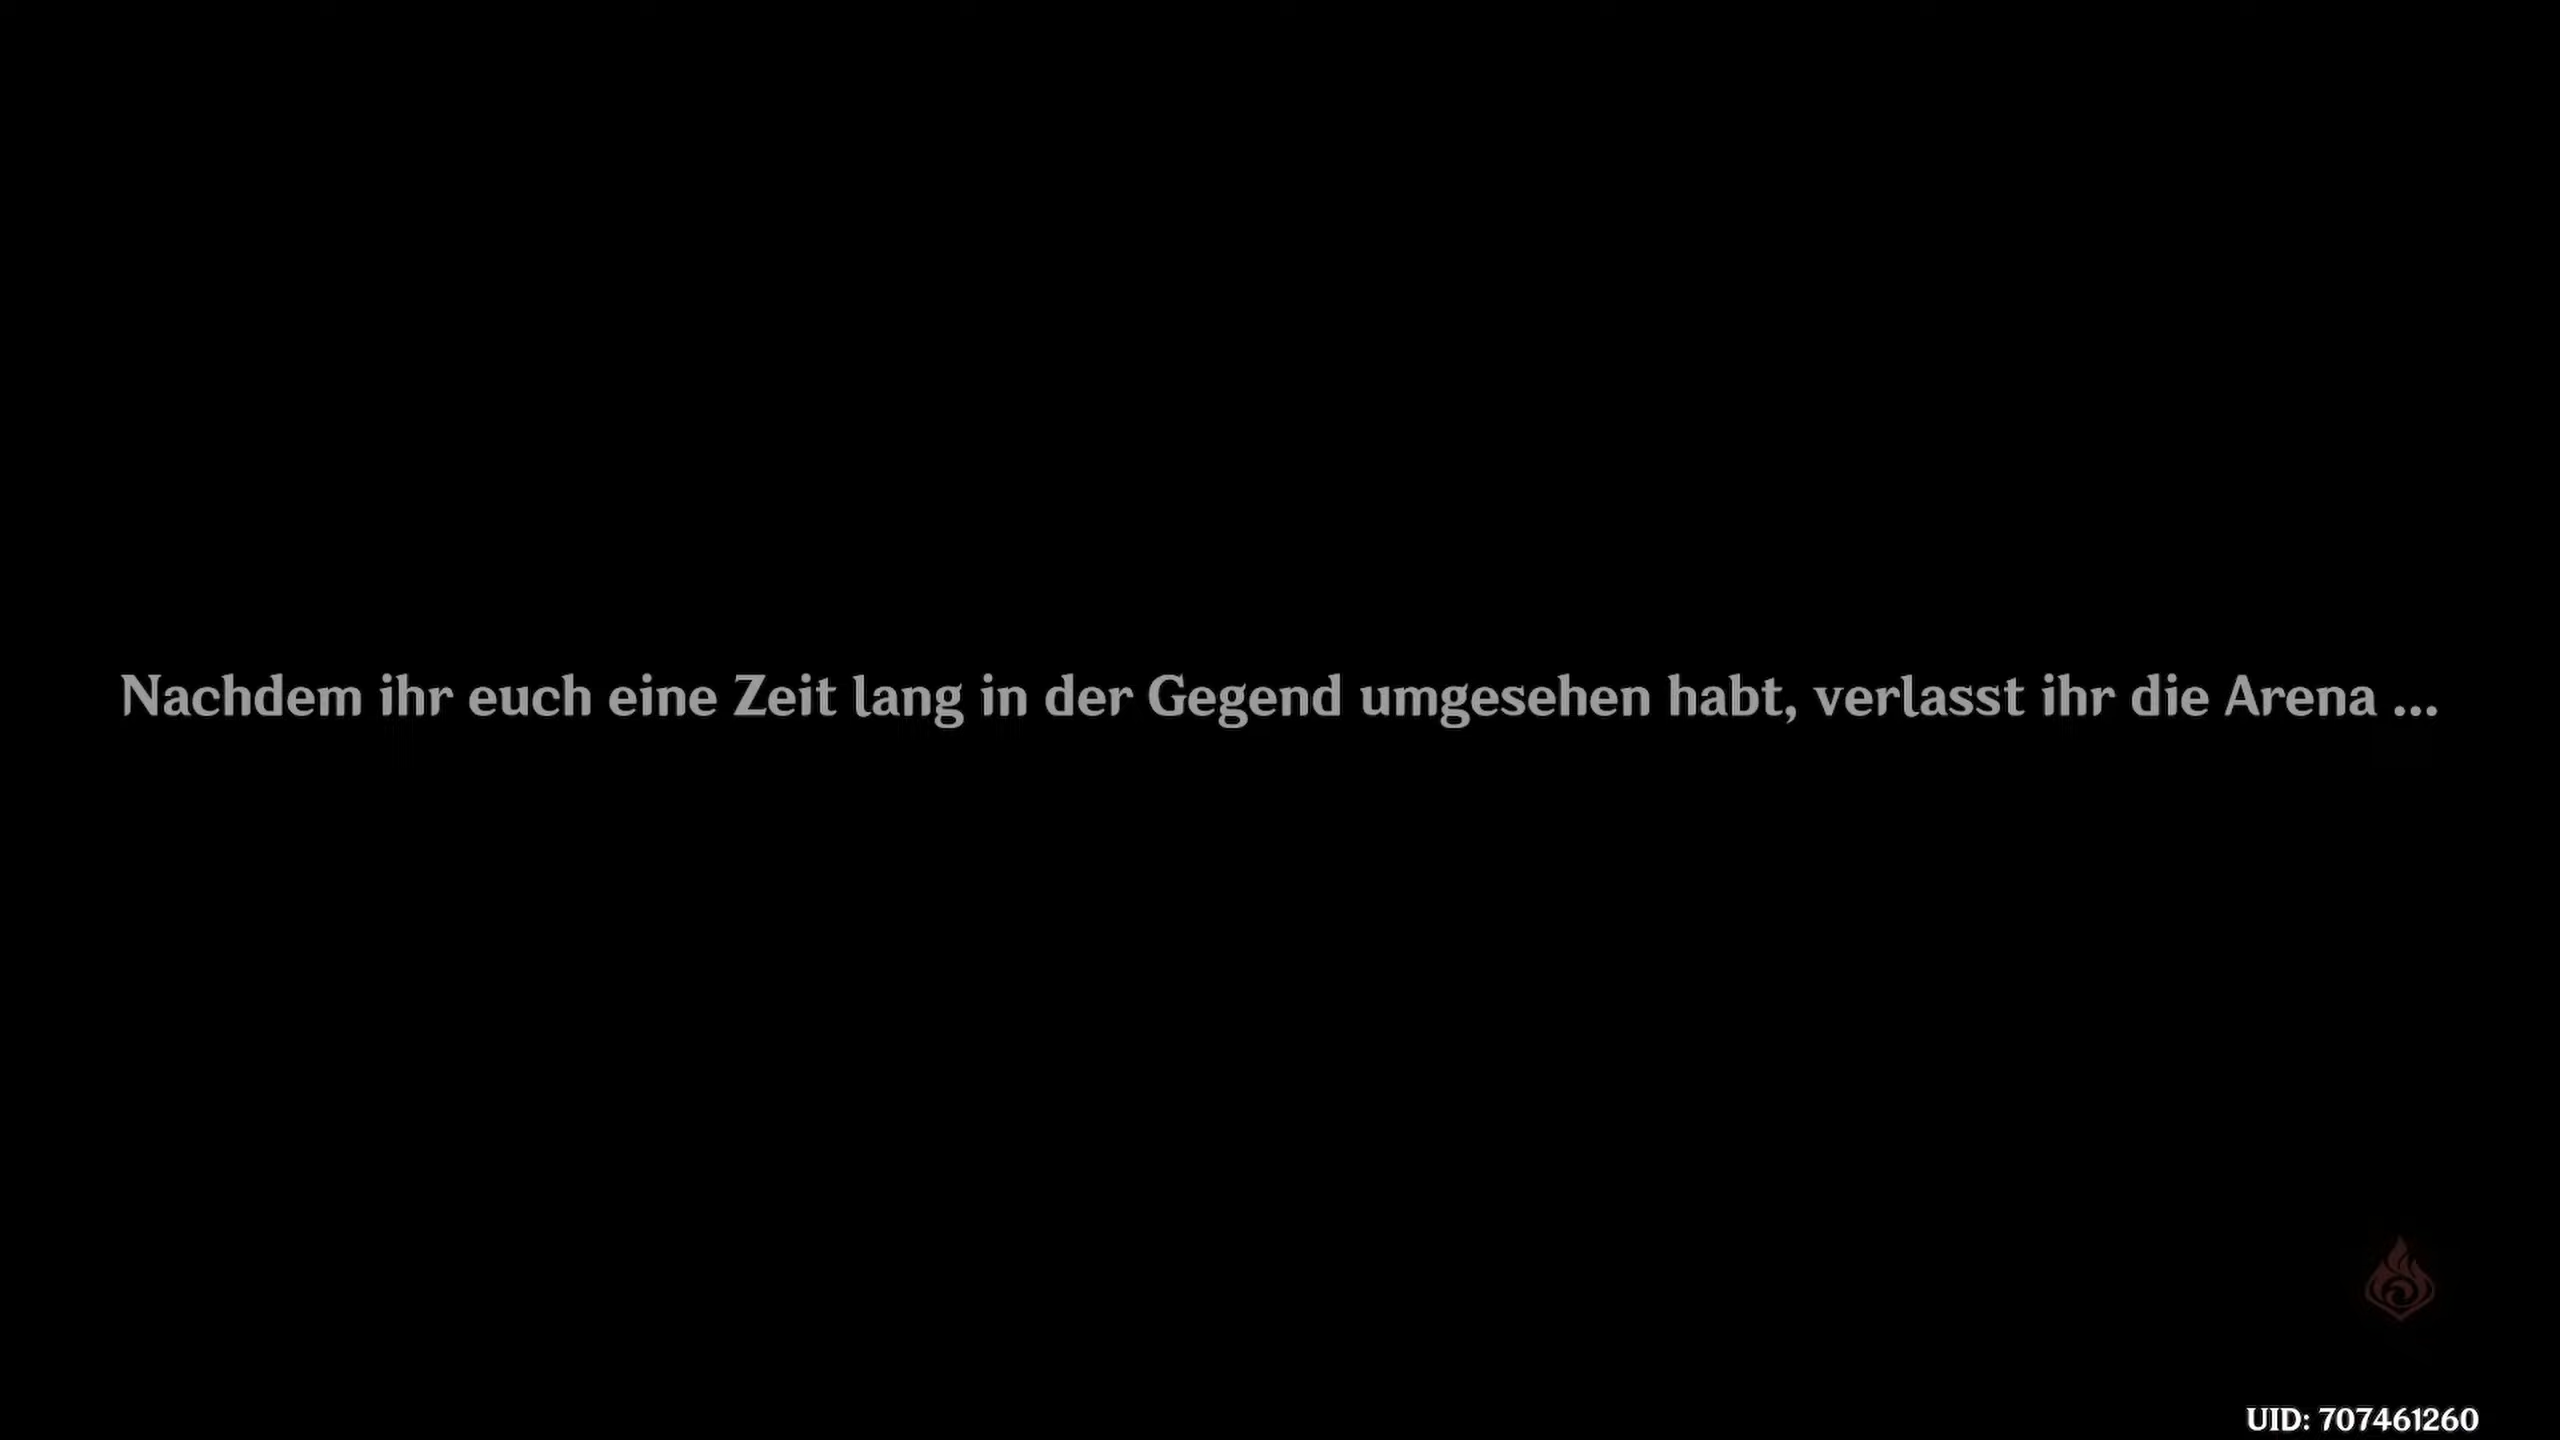 Nachdem ihr euch eine Zeit lang in der Gegend umgesehen habt, verlasst ihr die Arena ...
UID: 707461260